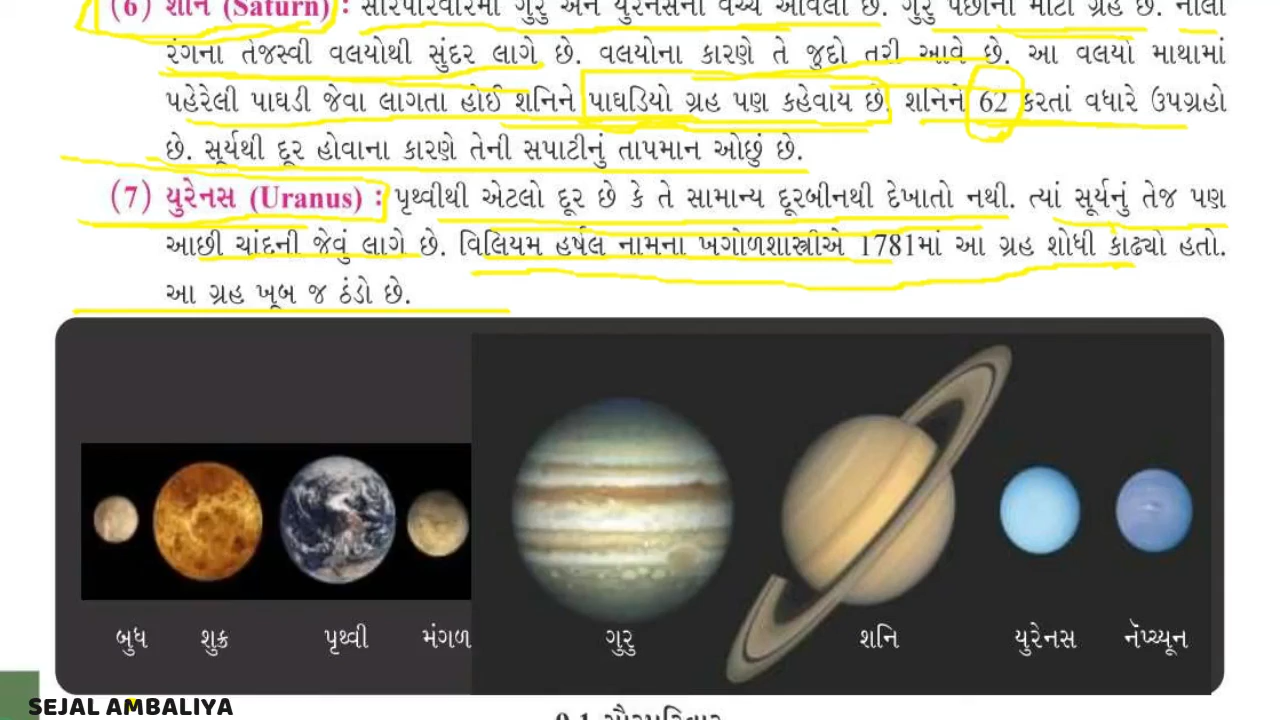 (6) શનિ (Saturn) : સૌરપરિવારમાં ગુરુ અને યુરેનસની વચ્ચે આવેલો છે. ગુરુ પછીનો મોટો ગ્રહ છે. નીલા
રંગના તેજસ્વી વલયોથી સુંદર લાગે છે. વલયોના કારણે તે જુદો તરી આવે છે. આ વલયો માથામાં
પહેરેલી પાઘડી જેવા લાગતા હોઈ શનિને પાઘડિયો ગ્રહ પણ કહેવાય છે. શનિને 62 કરતાં વધારે ઉપગ્રહો
છે. સૂર્યથી દૂર હોવાના કારણે તેની સપાટીનું તાપમાન ઓછું છે.
(7) યુરેનસ (Uranus) : પૃથ્વીથી એટલો દૂર છે કે તે સામાન્ય દૂરબીનથી દેખાતો નથી. ત્યાં સૂર્યનું તેજ પણ
આછી ચાંદની જેવું લાગે છે. વિલિયમ હર્ષલ નામના ખગોળશાસ્ત્રીએ 1781માં આ ગ્રહ શોધી કાઢ્યો હતો.
આ ગ્રહ ખૂબ જ ઠંડો છે.
બુધ શુક્ર પૃથ્વી મંગળ ગુરુ શનિ યુરેનસ નૅપ્ચ્યૂન
SEJAL AMBALIYA
9.1 સૌરપરિવાર